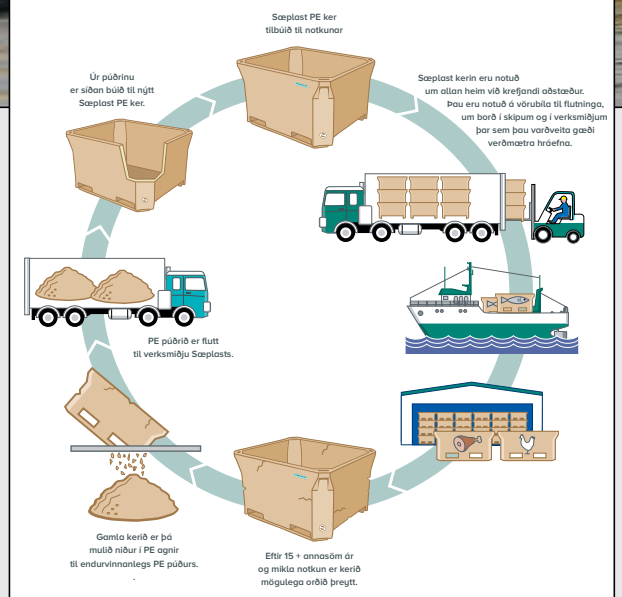 Sæplast PE ker
tilbúið til notkunar
Sæplast kerin eru notuð
um allan heim við krefjandi aðstæður.
Þau eru notuð á vörubíla til flutninga,
um borð í skipum og í verksmiðjum
þar sem þau varðveita gæði
verðmætra hráefna.
Eftir 15 + annasöm ár
og mikla notkun er kerið
mögulega orðið þreytt.
Gamla kerið er þá
mulið niður í PE agnir
til endurvinnanlegs PE púðurs.
.
PE púðrið er flutt
til verksmiðju Sæplasts.
Úr púðrinu
er síðan búið til nýtt
Sæplast PE ker.